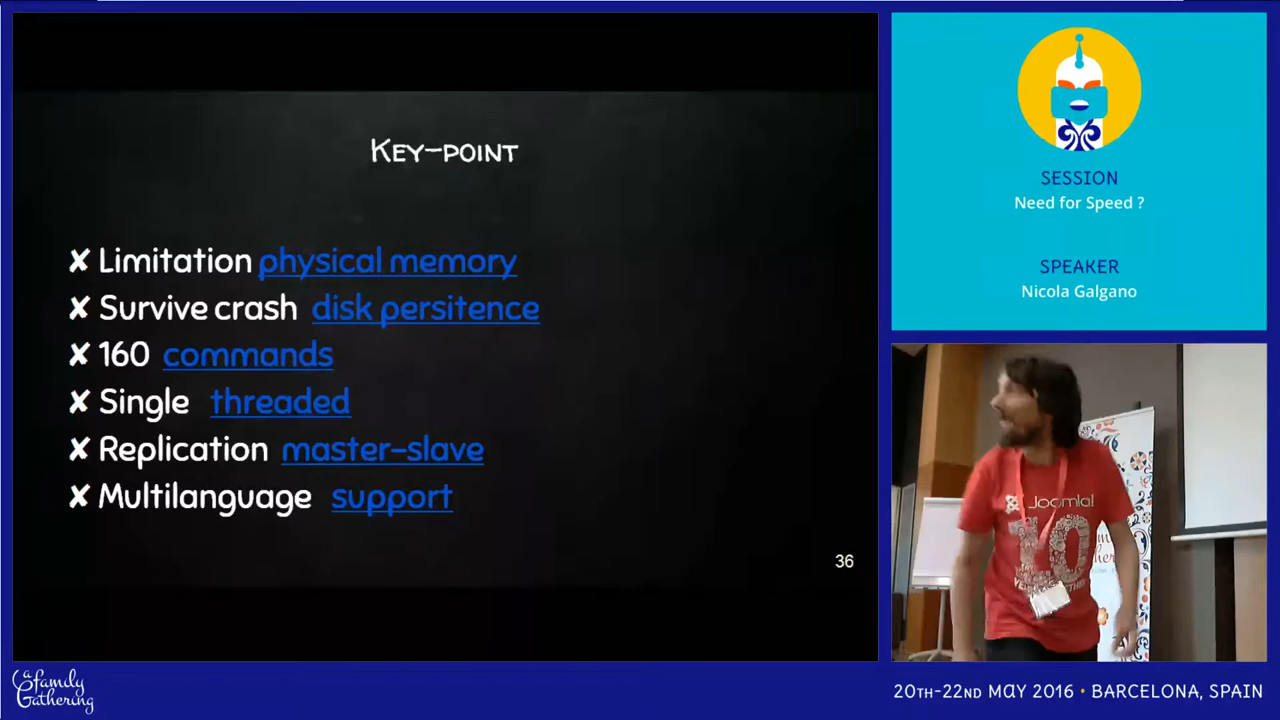 Key-point
✘ Limitation physical memory
✘ Survive crash disk persitence
✘ 160 commands
✘ Single threaded
✘ Replication master-slave
✘ Multilanguage support
36
SESSION
Need for Speed ?
SPEAKER
Nicola Galgano
Joomla!
10
a family
Gathering
20TH-22ND MAY 2016 • BARCELONA, SPAIN